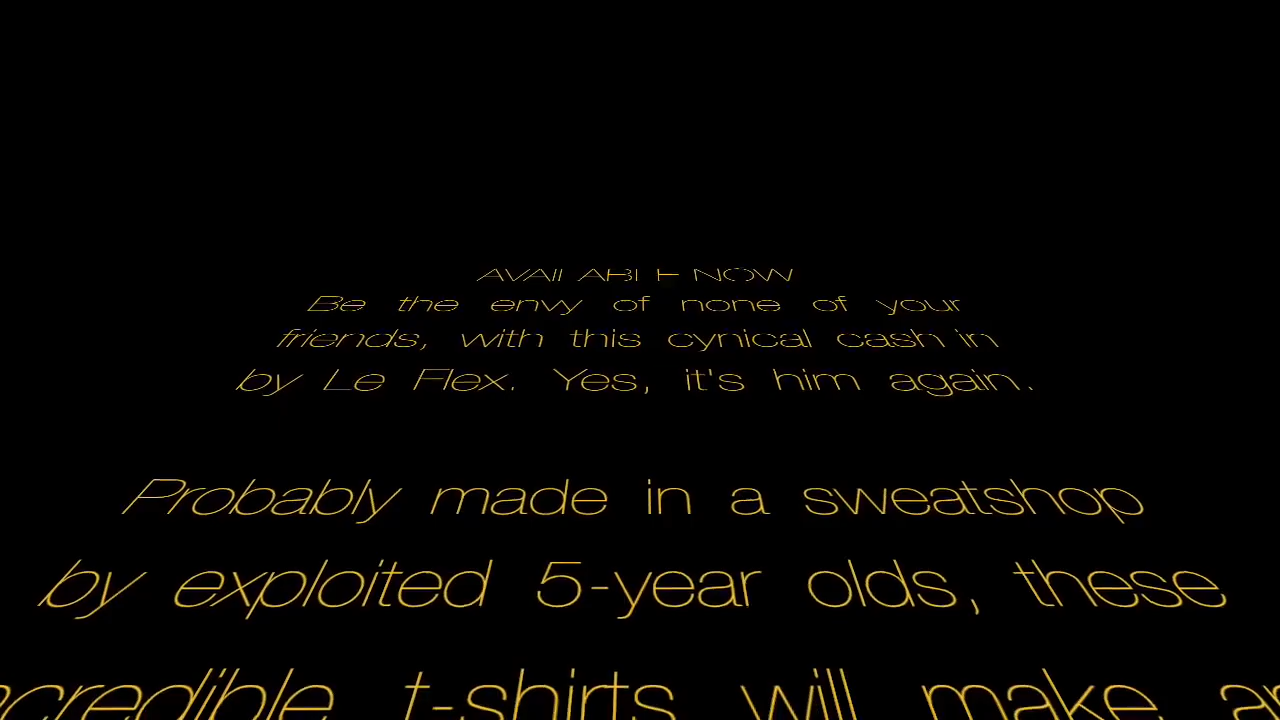 AVAILABLE NOW
Be the envy of none of your
friends, with this cynical cash in
by Le Flex. Yes, it's him again.
Probably made in a sweatshop
by exploited 5-year olds, these
incredible t-shirts will make